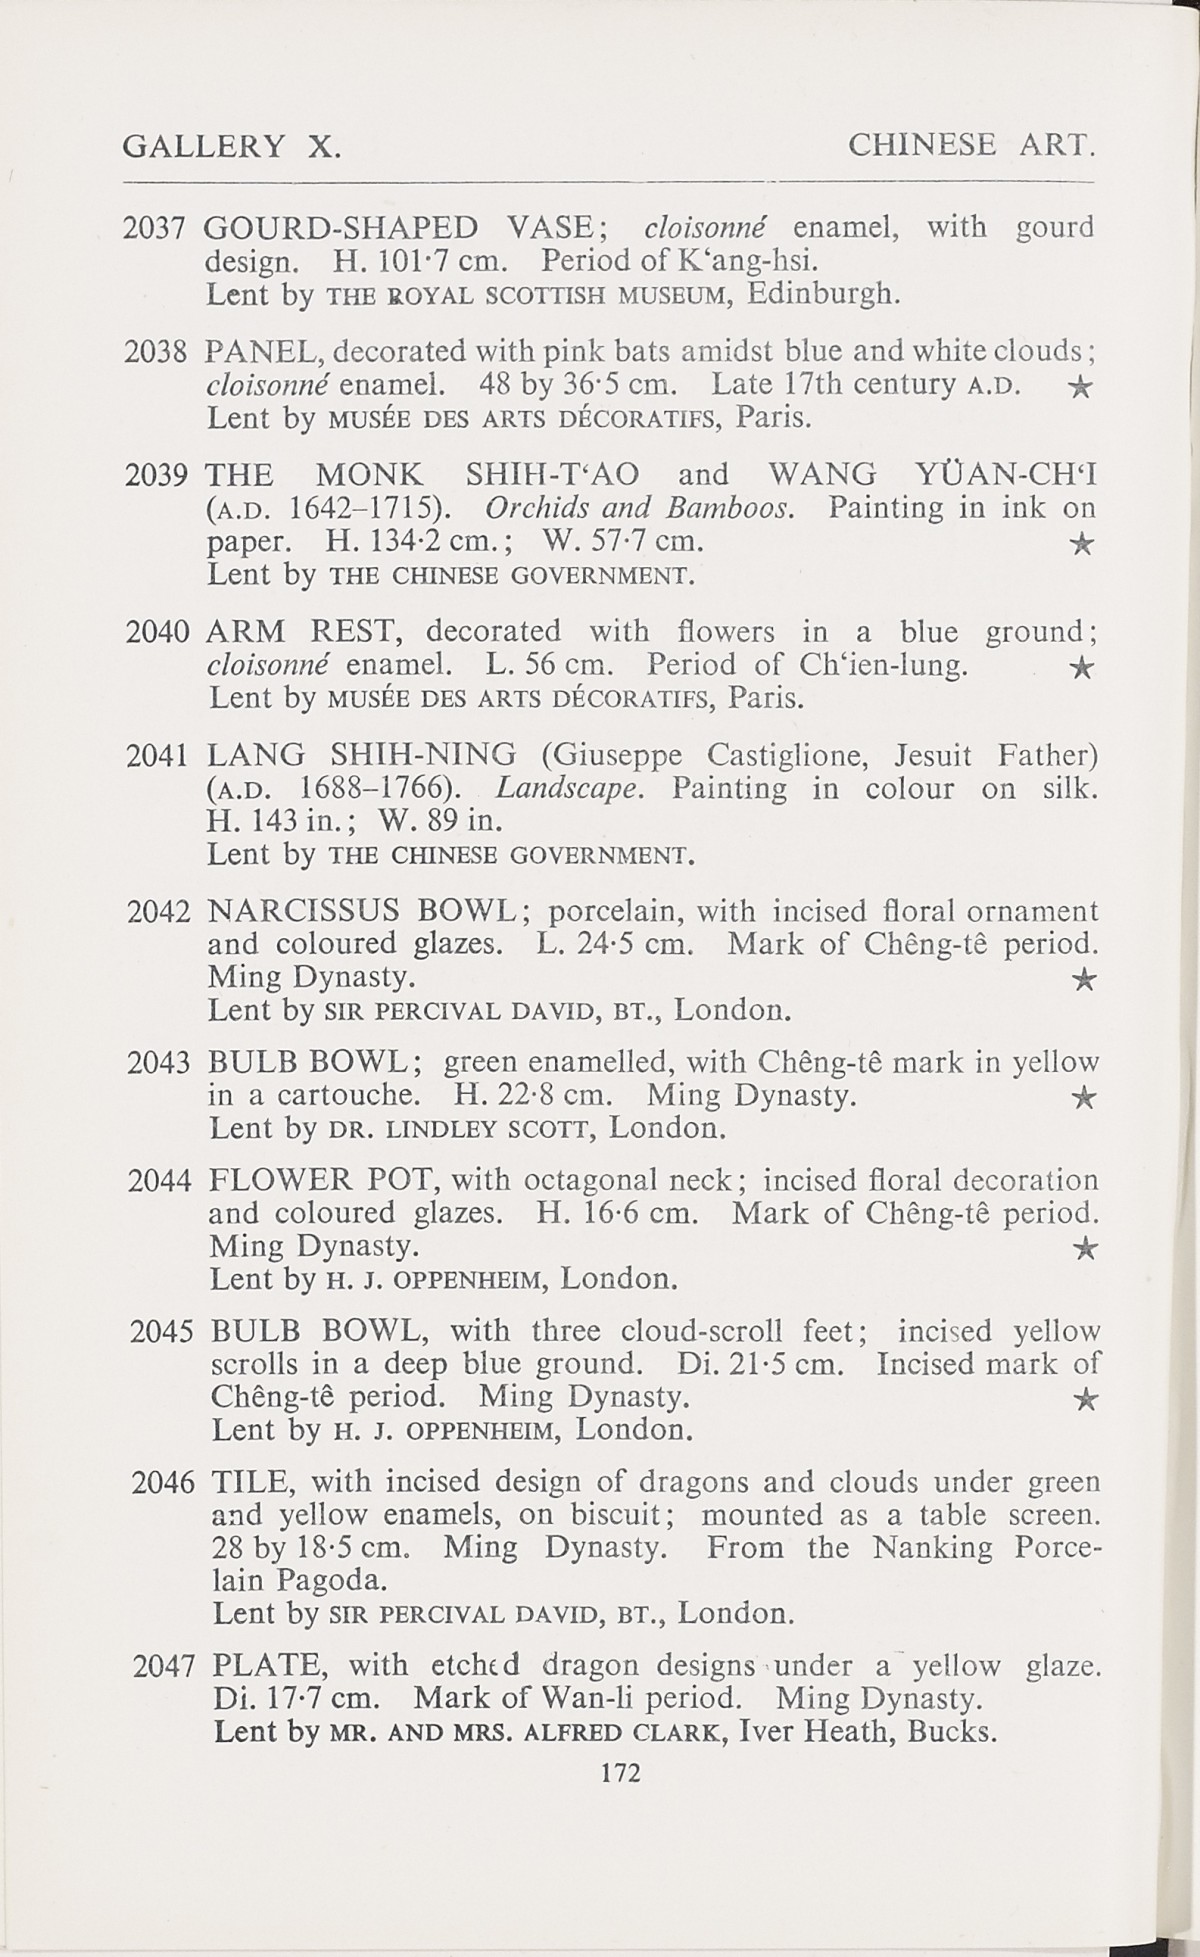 GALLERY X. CHINESE ART.
2037 GOURD-SHAPED VASE; cloisonné enamel, with gourd
design. H. 101·7 cm. Period of K‘ang-hsi.
Lent by THE ROYAL SCOTTISH MUSEUM, Edinburgh.
2038 PANEL, decorated with pink bats amidst blue and white clouds;
cloisonné enamel. 48 by 36·5 cm. Late 17th century A.D. ★
Lent by MUSÉE DES ARTS DÉCORATIFS, Paris.
2039 THE MONK SHIH-T‘AO and WANG YÜAN-CH‘I
(A.D. 1642–1715). Orchids and Bamboos. Painting in ink on
paper. H. 134·2 cm.; W. 57·7 cm. ★
Lent by THE CHINESE GOVERNMENT.
2040 ARM REST, decorated with flowers in a blue ground;
cloisonné enamel. L. 56 cm. Period of Ch‘ien-lung. ★
Lent by MUSÉE DES ARTS DÉCORATIFS, Paris.
2041 LANG SHIH-NING (Giuseppe Castiglione, Jesuit Father)
(A.D. 1688–1766). Landscape. Painting in colour on silk.
H. 143 in.; W. 89 in.
Lent by THE CHINESE GOVERNMENT.
2042 NARCISSUS BOWL; porcelain, with incised floral ornament
and coloured glazes. L. 24·5 cm. Mark of Chêng-tê period.
Ming Dynasty. ★
Lent by SIR PERCIVAL DAVID, BT., London.
2043 BULB BOWL; green enamelled, with Chêng-tê mark in yellow
in a cartouche. H. 22·8 cm. Ming Dynasty. ★
Lent by DR. LINDLEY SCOTT, London.
2044 FLOWER POT, with octagonal neck; incised floral decoration
and coloured glazes. H. 16·6 cm. Mark of Chêng-tê period.
Ming Dynasty. ★
Lent by H. J. OPPENHEIM, London.
2045 BULB BOWL, with three cloud-scroll feet; incised yellow
scrolls in a deep blue ground. Di. 21·5 cm. Incised mark of
Chêng-tê period. Ming Dynasty. ★
Lent by H. J. OPPENHEIM, London.
2046 TILE, with incised design of dragons and clouds under green
and yellow enamels, on biscuit; mounted as a table screen.
28 by 18·5 cm. Ming Dynasty. From the Nanking Porce-
lain Pagoda.
Lent by SIR PERCIVAL DAVID, BT., London.
2047 PLATE, with etched dragon designs under a yellow glaze.
Di. 17·7 cm. Mark of Wan-li period. Ming Dynasty.
Lent by MR. AND MRS. ALFRED CLARK, Iver Heath, Bucks.
172